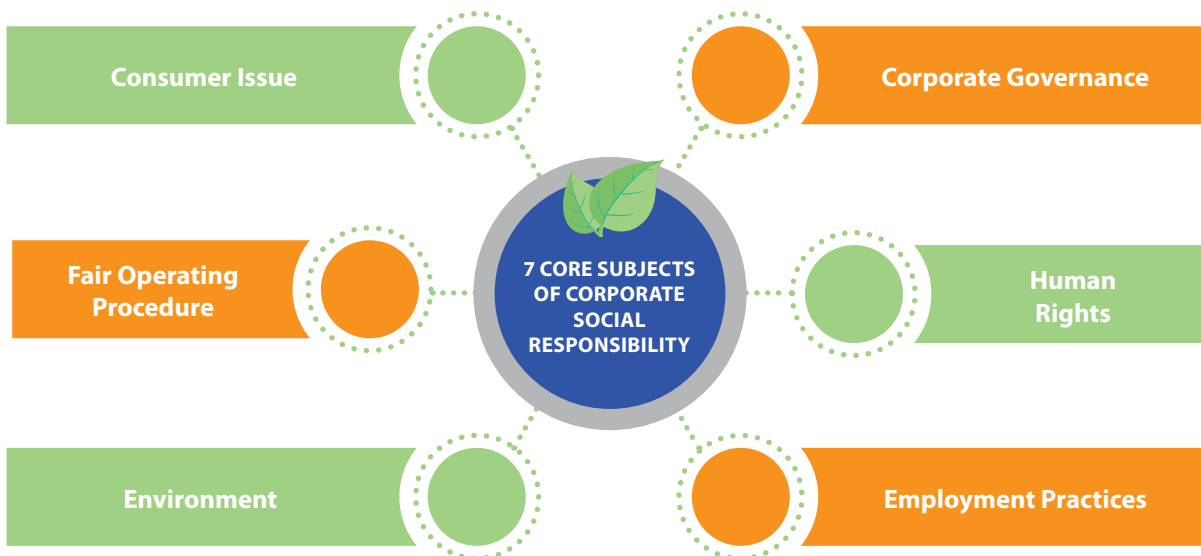 Consumer Issue
Corporate Governance
Fair Operating
Procedure
7 CORE SUBJECTS
OF CORPORATE
SOCIAL
RESPONSIBILITY
Human
Rights
Environment
Employment Practices